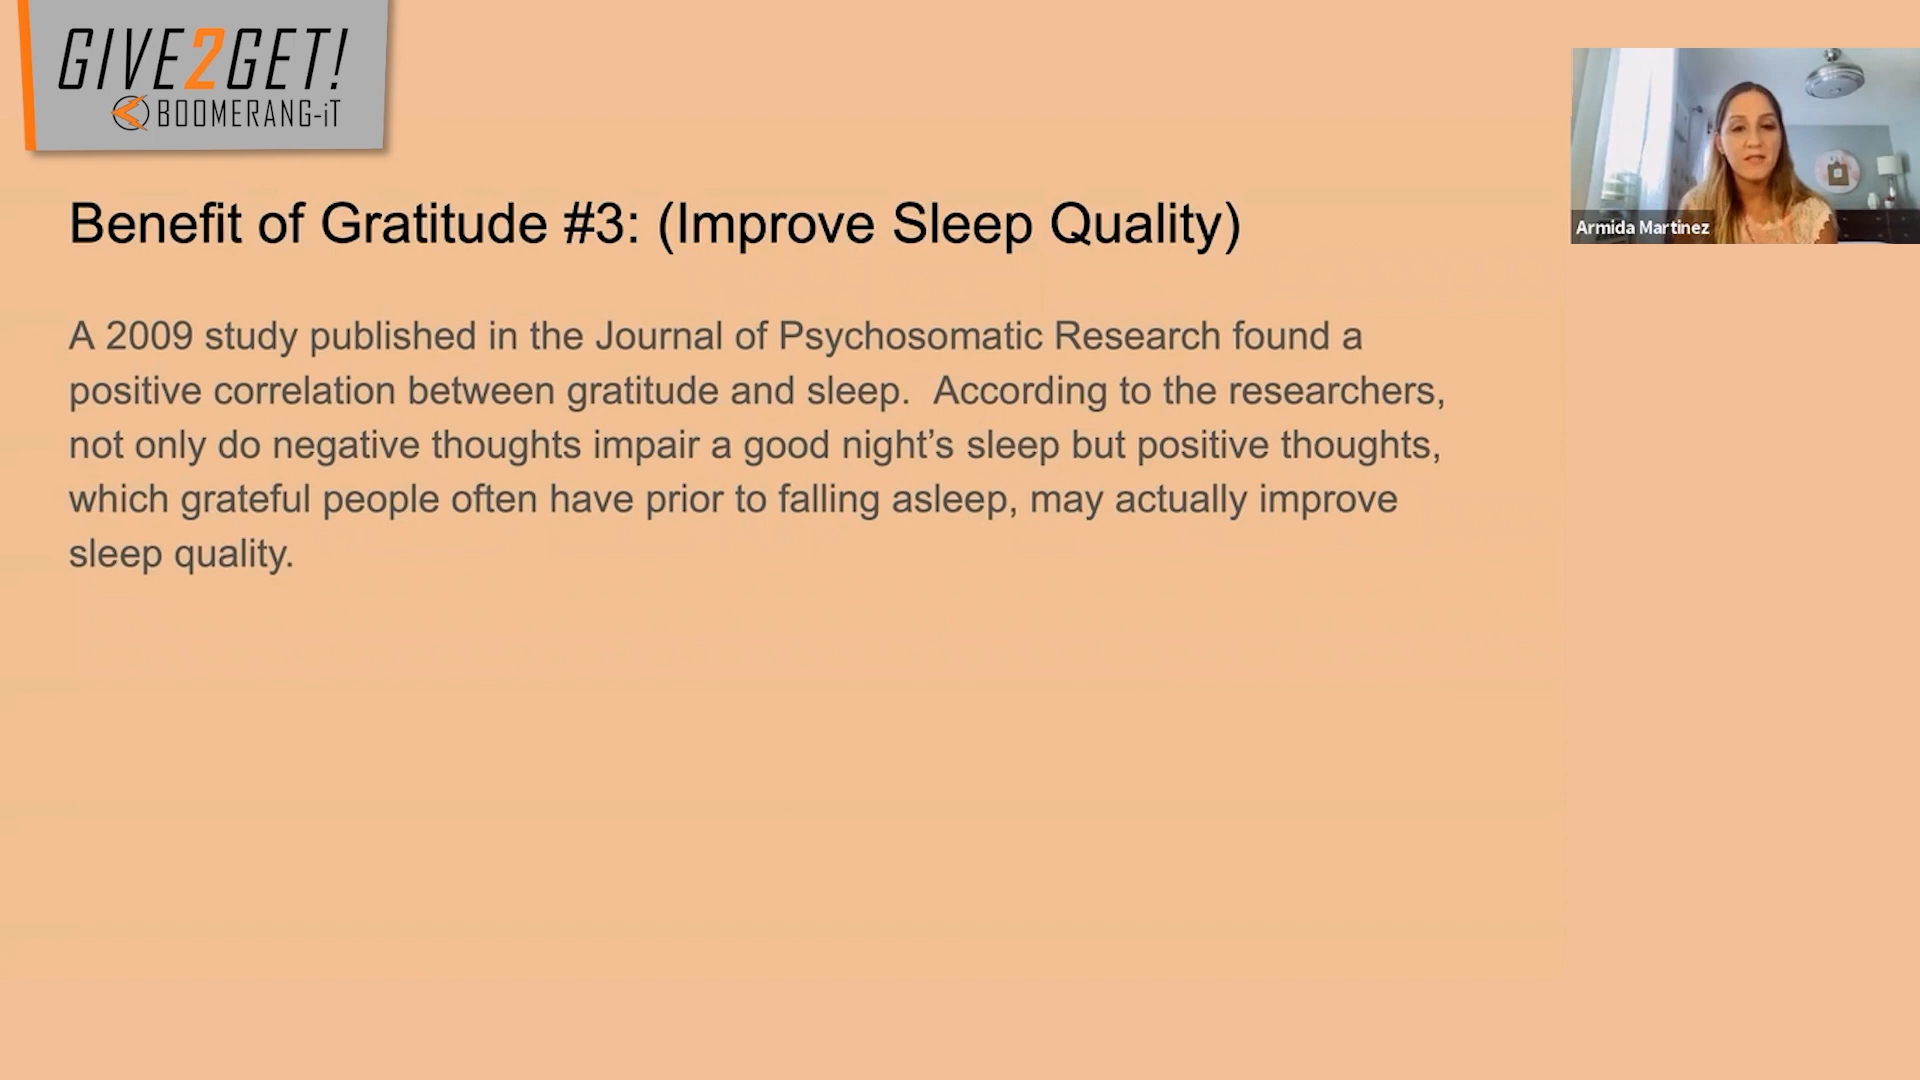 GIVE2GET!
BOOMERANG-iT
Armida Martinez
Benefit of Gratitude #3: (Improve Sleep Quality)
A 2009 study published in the Journal of Psychosomatic Research found a
positive correlation between gratitude and sleep.  According to the researchers,
not only do negative thoughts impair a good night’s sleep but positive thoughts,
which grateful people often have prior to falling asleep, may actually improve
sleep quality.